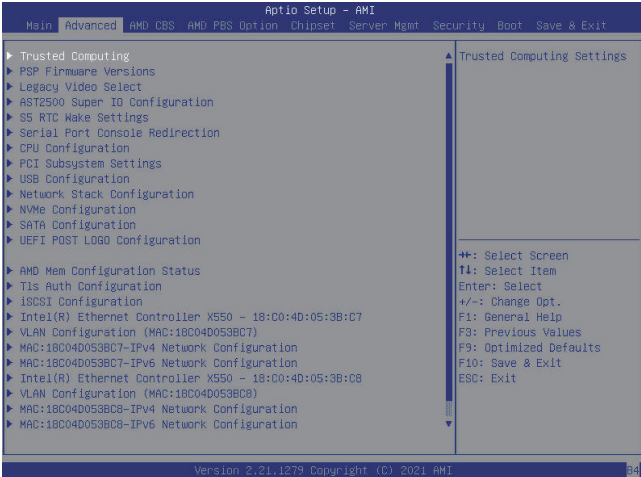 Aptio Setup - AMI
Main Advanced AMD CBS AMD PBS Option Chipset Server Mgmt Security Boot Save & Exit
Trusted Computing
PSP Firmware Versions
Legacy Video Select
AST2500 Super IO Configuration
S5 RTC Wake Settings
Serial Port Console Redirection
CPU Configuration
PCI Subsystem Settings
USB Configuration
Network Stack Configuration
NVMe Configuration
SATA Configuration
UEFI POST LOGO Configuration
AMD Mem Configuration Status
Tls Auth Configuration
iSCSI Configuration
Intel(R) Ethernet Controller X550 - 18:C0:4D:05:3B:C7
VLAN Configuration (MAC:18C04D053BC7)
MAC:18C04D053BC7-IPv4 Network Configuration
MAC:18C04D053BC7-IPv6 Network Configuration
Intel(R) Ethernet Controller X550 - 18:C0:4D:05:3B:C8
VLAN Configuration (MAC:18C04D053BC8)
MAC:18C04D053BC8-IPv4 Network Configuration
MAC:18C04D053BC8-IPv6 Network Configuration
Trusted Computing Settings
→←: Select Screen
↑↓: Select Item
Enter: Select
+/-: Change Opt.
F1: General Help
F3: Previous Values
F9: Optimized Defaults
F10: Save & Exit
ESC: Exit
Version 2.21.1279 Copyright (C) 2021 AMI
B4